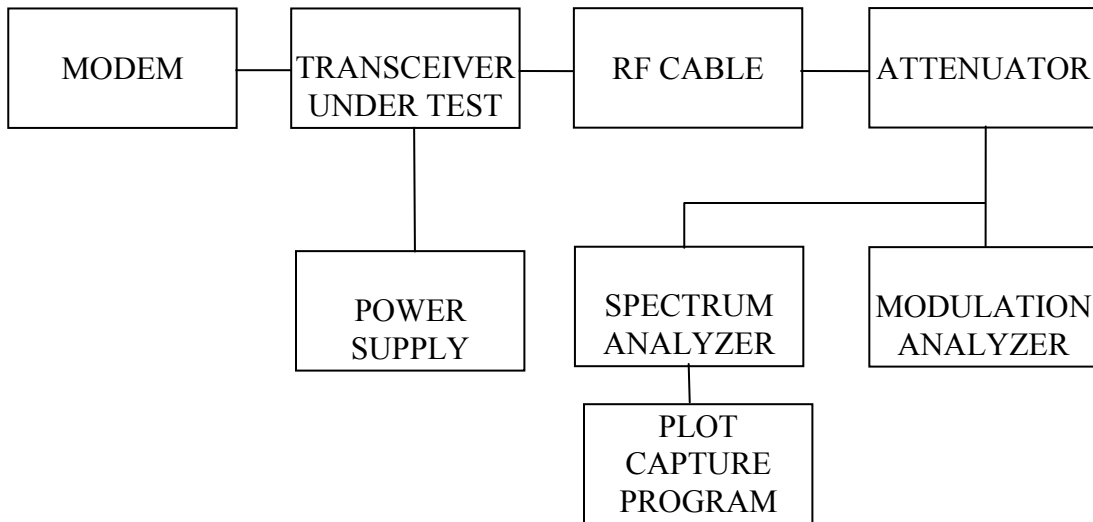 MODEM
TRANSCEIVER
UNDER TEST
RF CABLE
ATTENUATOR
POWER
SUPPLY
SPECTRUM
ANALYZER
MODULATION
ANALYZER
PLOT
CAPTURE
PROGRAM